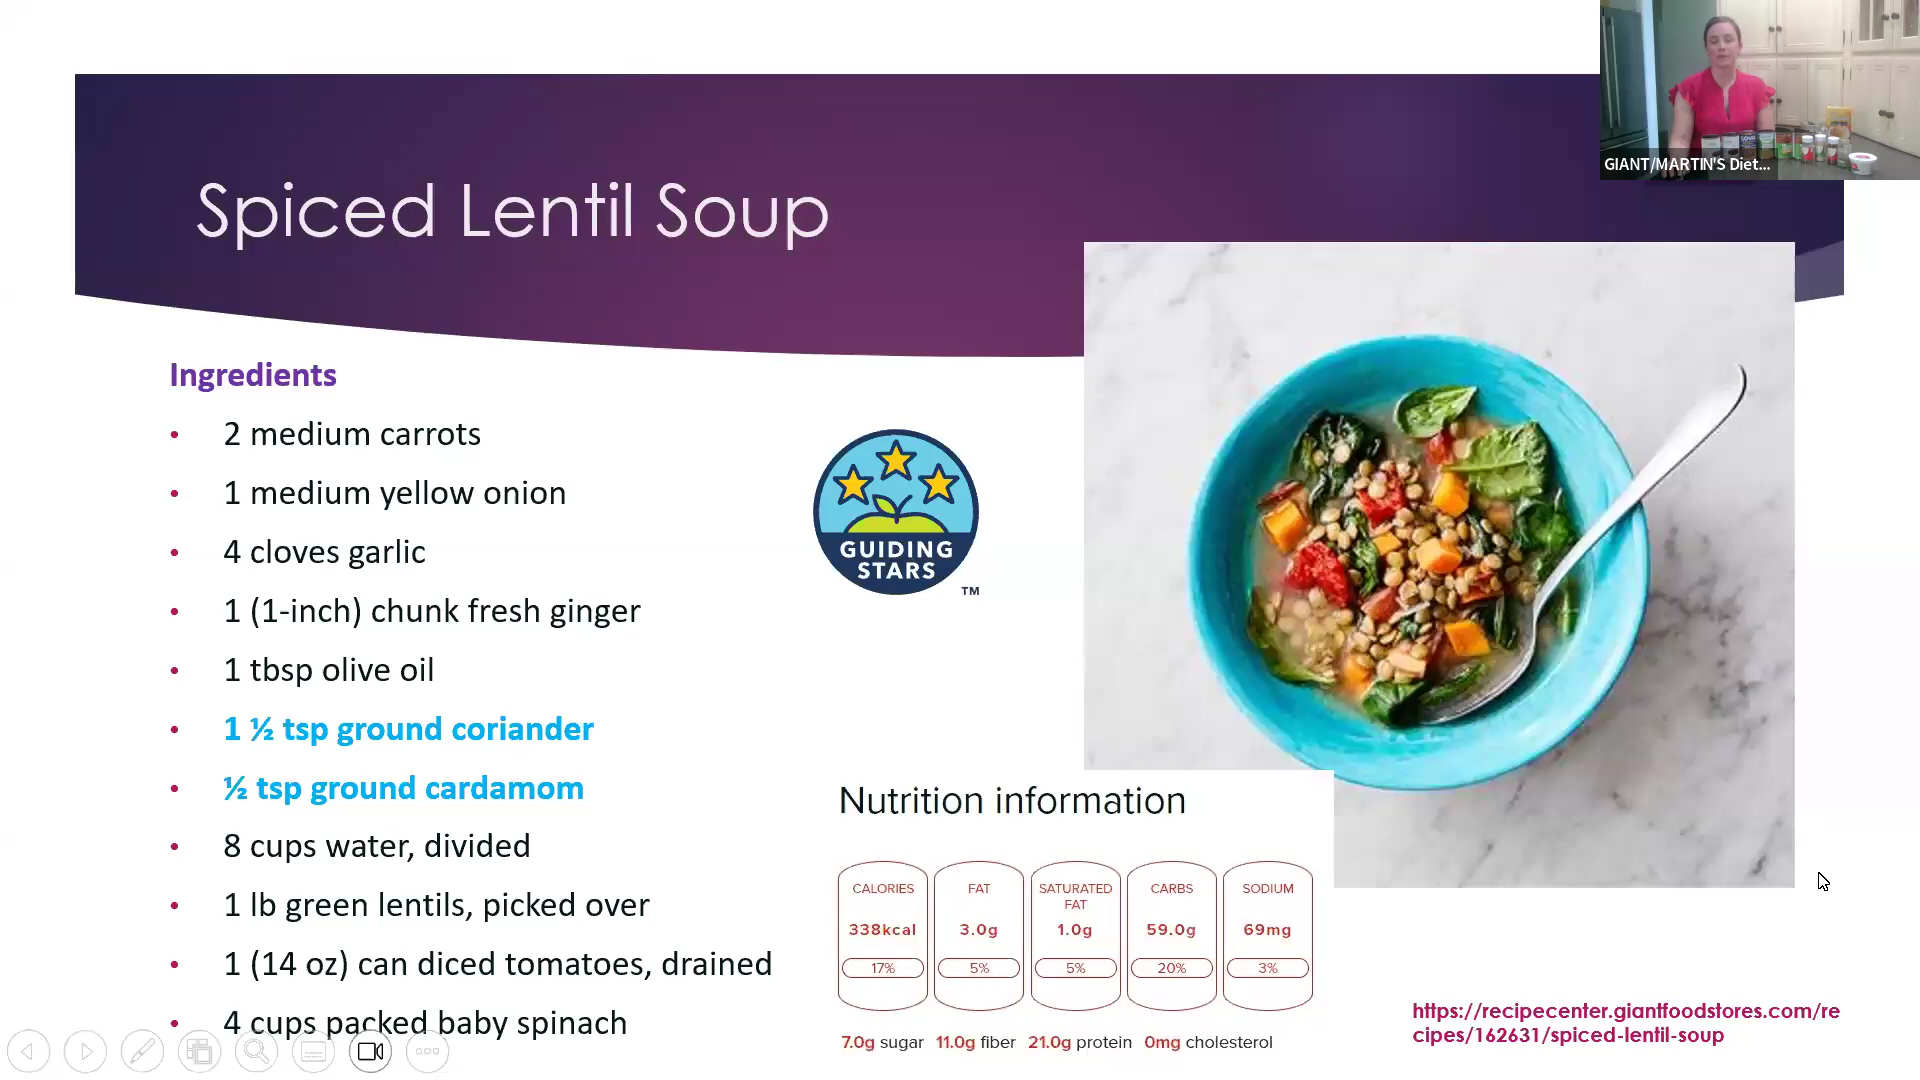 GIANT/MARTIN'S Diet...
Spiced Lentil Soup
Ingredients
• 2 medium carrots
• 1 medium yellow onion
• 4 cloves garlic
• 1 (1-inch) chunk fresh ginger
• 1 tbsp olive oil
• 1 ½ tsp ground coriander
• ½ tsp ground cardamom
• 8 cups water, divided
• 1 lb green lentils, picked over
• 1 (14 oz) can diced tomatoes, drained
• 4 cups packed baby spinach
GUIDING
STARS
TM
Nutrition information
CALORIES
338kcal
17%
FAT
3.0g
5%
SATURATED
FAT
1.0g
5%
CARBS
59.0g
20%
SODIUM
69mg
3%
7.0g sugar 11.0g fiber 21.0g protein 0mg cholesterol
https://recipecenter.giantfoodstores.com/re
cipes/162631/spiced-lentil-soup